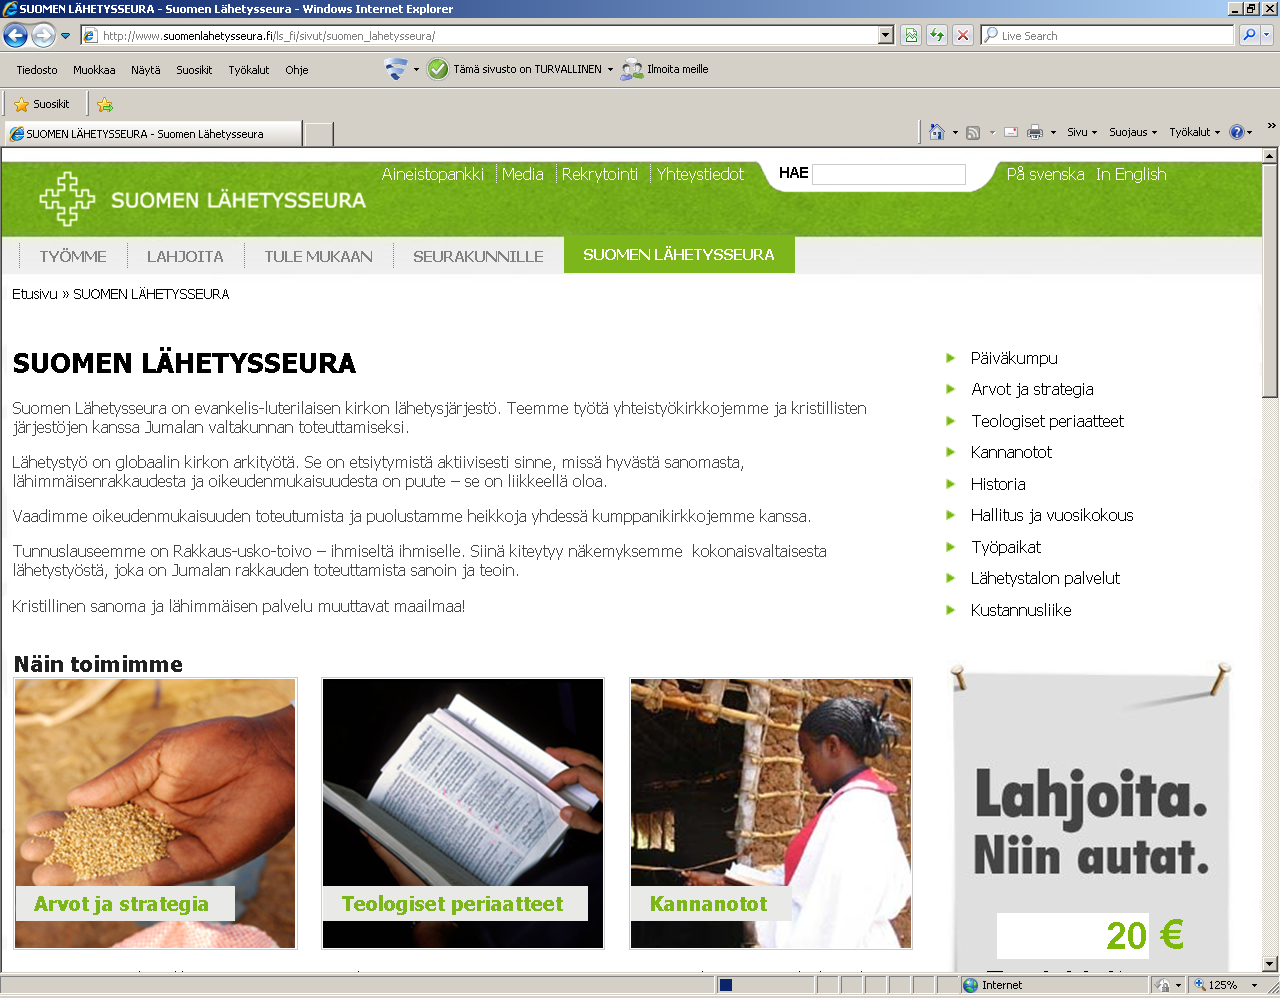 SUOMEN LÄHETYSSEURA - Suomen Lähetysseura - Windows Internet Explorer
http://www.suomenlahetysseura.fi/ls_fi/sivut/suomen_lahetysseura/
Live Search
Tiedosto Muokkaa Näytä Suosikit Työkalut Ohje
Tämä sivusto on TURVALLINEN
Ilmoita meille
Suosikit
SUOMEN LÄHETYSSEURA - Suomen Lähetysseura
Sivu Suojaus Työkalut
SUOMEN LÄHETYSSEURA
Aineistopankki Media Rekrytointi Yhteystiedot
HAE
På svenska In English
TYÖMME LAHJOITA TULE MUKAAN SEURAKUNNILLE SUOMEN LÄHETYSSEURA
Etusivu » SUOMEN LÄHETYSSEURA
SUOMEN LÄHETYSSEURA
Suomen Lähetysseura on evankelis-luterilaisen kirkon lähetysjärjestö. Teemme työtä yhteistyökirkkojemme ja kristillisten
järjestöjen kanssa Jumalan valtakunnan toteuttamiseksi.
Lähetystyö on globaalin kirkon arkityötä. Se on etsiytymistä aktiivisesti sinne, missä hyvästä sanomasta,
lähimmäisenrakkaudesta ja oikeudenmukaisuudesta on puute – se on liikkeellä oloa.
Vaadimme oikeudenmukaisuuden toteutumista ja puolustamme heikkoja yhdessä kumppanikirkkojemme kanssa.
Tunnuslauseemme on Rakkaus-usko-toivo – ihmiseltä ihmiselle. Siinä kiteytyy näkemyksemme kokonaisvaltaisesta
lähetystyöstä, joka on Jumalan rakkauden toteuttamista sanoin ja teoin.
Kristillinen sanoma ja lähimmäisen palvelu muuttavat maailmaa!
Näin toimimme
Arvot ja strategia
Teologiset periaatteet
Kannanotot
Päiväkumpu
Arvot ja strategia
Teologiset periaatteet
Kannanotot
Historia
Hallitus ja vuosikokous
Työpaikat
Lähetystalon palvelut
Kustannusliike
Lahjoita.
Niin autat.
20 €
Internet
125%